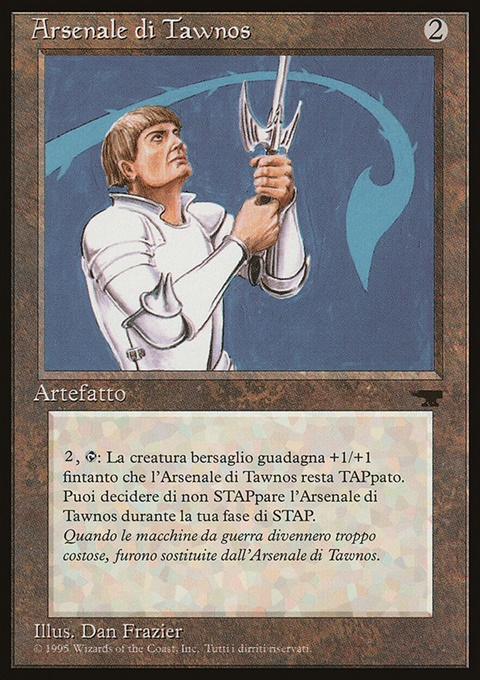 Arsenale di Tawnos
2
Artefatto
2, : La creatura bersaglio guadagna +1/+1
fintanto che l'Arsenale di Tawnos resta TAPpato.
Puoi decidere di non STAPpare l'Arsenale di
Tawnos durante la tua fase di STAP.
Quando le macchine da guerra divennero troppo
costose, furono sostituite dall'Arsenale di Tawnos.
Illus. Dan Frazier
© 1995 Wizards of the Coast, Inc. Tutti i dirriti riservati.